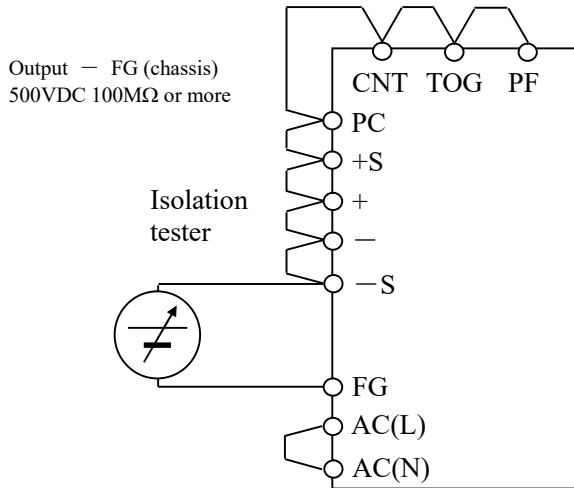 Output － FG (chassis)
500VDC 100MΩ or more
CNT TOG PF
PC
+S
+
－
－S
Isolation
tester
FG
AC(L)
AC(N)